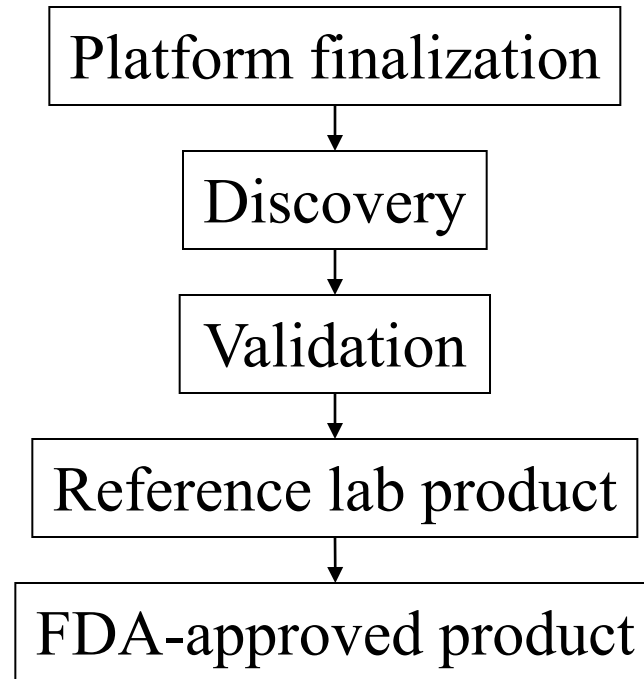 Platform finalization
Discovery
Validation
Reference lab product
FDA-approved product